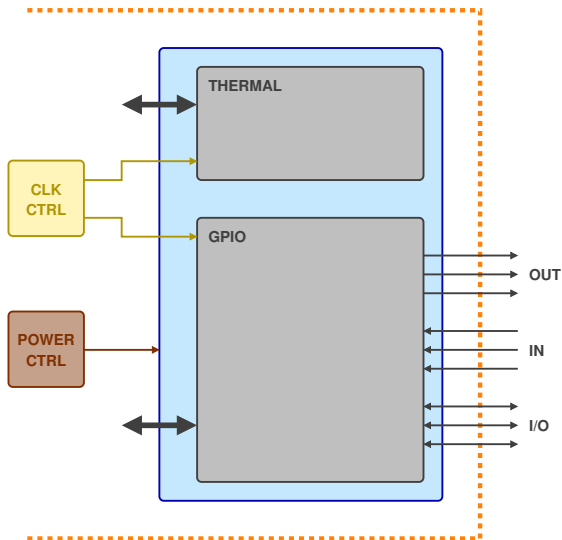 THERMAL
CLK
CTRL
GPIO
OUT
POWER
CTRL
IN
I/O